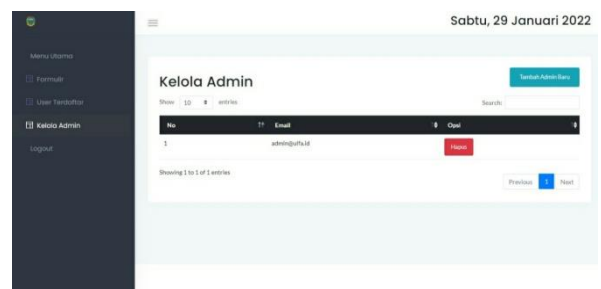 Sabtu, 29 Januari 2022
Menu Utama
Formulir
User Terdaftar
Kelola Admin
Logout
Kelola Admin
Tambah Admin Baru
Show 10 entries
Search:
No Email Opsi
1 admin@ulfa.id Hapus
Showing 1 to 1 of 1 entries
Previous 1 Next